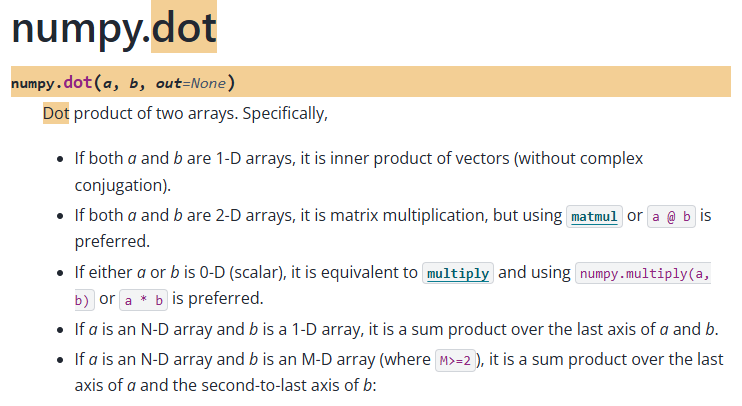 numpy.dot
numpy.dot(a, b, out=None)
Dot product of two arrays. Specifically,
• If both a and b are 1-D arrays, it is inner product of vectors (without complex
conjugation).
• If both a and b are 2-D arrays, it is matrix multiplication, but using matmul or a @ b is
preferred.
• If either a or b is 0-D (scalar), it is equivalent to multiply and using numpy.multiply(a,
b) or a * b is preferred.
• If a is an N-D array and b is a 1-D array, it is a sum product over the last axis of a and b.
• If a is an N-D array and b is an M-D array (where M>=2), it is a sum product over the last
axis of a and the second-to-last axis of b: